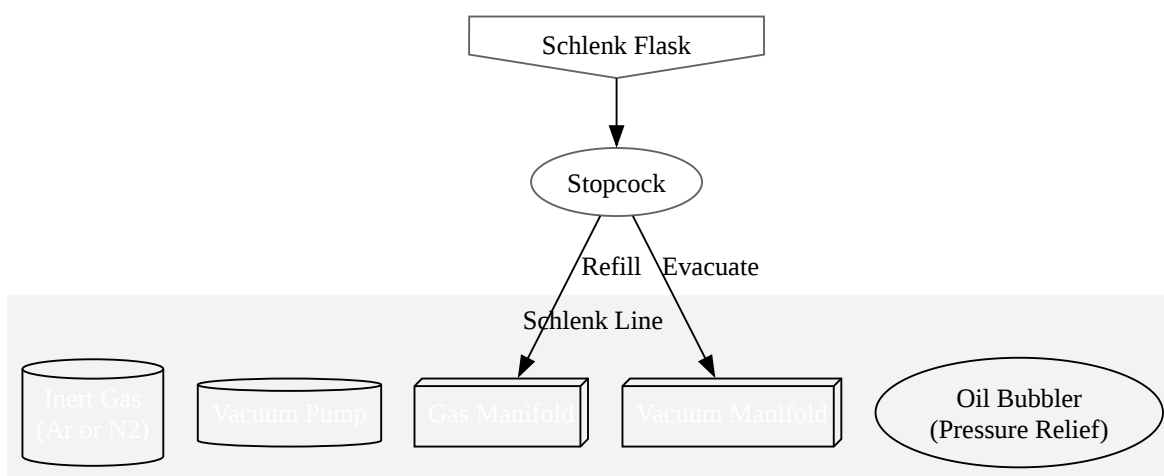 Schlenk Flask
Stopcock
Refill
Evacuate
Schlenk Line
Inert Gas
(Ar or N2)
Vacuum Pump
Gas Manifold
Vacuum Manifold
Oil Bubbler
(Pressure Relief)